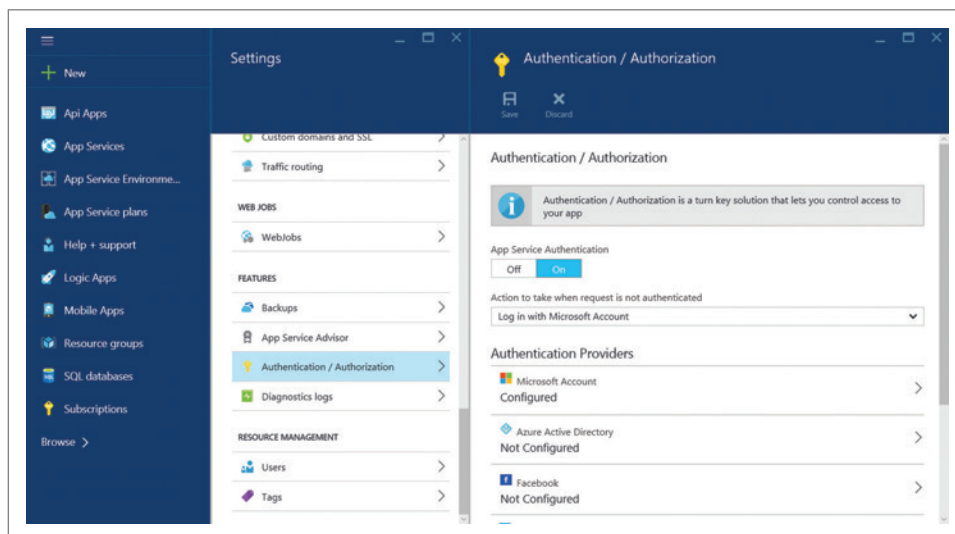 New
Api Apps
App Services
App Service Environme...
App Service plans
Help + support
Logic Apps
Mobile Apps
Resource groups
SQL databases
Subscriptions
Browse >
Settings
Custom domains and SSL
Traffic routing
WEB JOBS
WebJobs
FEATURES
Backups
App Service Advisor
Authentication / Authorization
Diagnostics logs
RESOURCE MANAGEMENT
Users
Tags
Authentication / Authorization
Save Discard
Authentication / Authorization
Authentication / Authorization is a turn key solution that lets you control access to
your app
App Service Authentication
Off On
Action to take when request is not authenticated
Log in with Microsoft Account
Authentication Providers
Microsoft Account
Configured
Azure Active Directory
Not Configured
Facebook
Not Configured